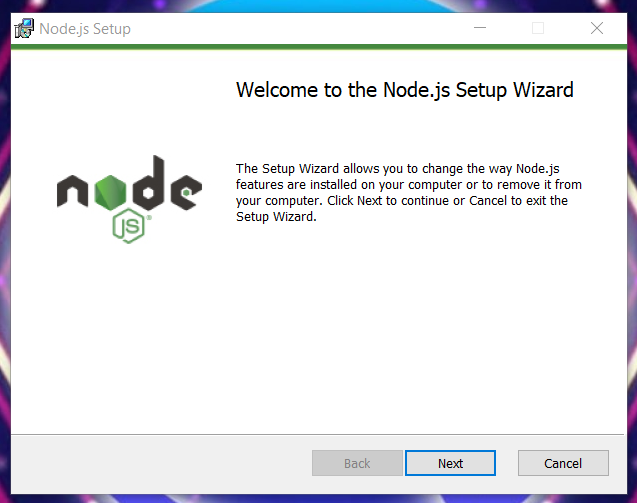 Node.js Setup
Welcome to the Node.js Setup Wizard
node
JS®
The Setup Wizard allows you to change the way Node.js
features are installed on your computer or to remove it from
your computer. Click Next to continue or Cancel to exit the
Setup Wizard.
Back
Next
Cancel